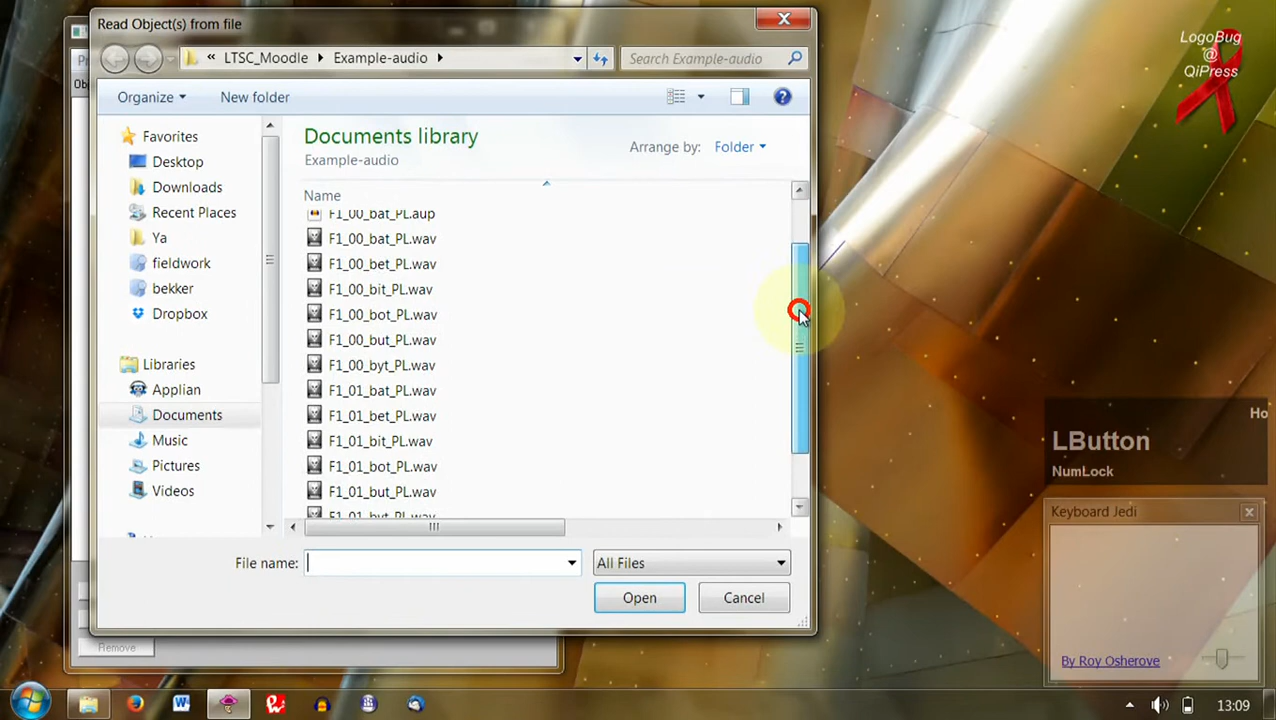 Read Object(s) from file
« LTSC_Moodle Example-audio
Search Example-audio
Organize
New folder
Favorites
Desktop
Downloads
Recent Places
Ya
fieldwork
bekker
Dropbox
Libraries
Applian
Documents
Music
Pictures
Videos
Documents library
Example-audio
Arrange by: Folder
Name
F1_00_bat_PL.aup
F1_00_bat_PL.wav
F1_00_bet_PL.wav
F1_00_bit_PL.wav
F1_00_bot_PL.wav
F1_00_but_PL.wav
F1_00_byt_PL.wav
F1_01_bat_PL.wav
F1_01_bet_PL.wav
F1_01_bit_PL.wav
F1_01_bot_PL.wav
F1_01_but_PL.wav
F1_01_byt_PL.wav
File name:
All Files
Open
Cancel
Remove
LogoBug
@
QiPress
Ho
LButton
NumLock
Keyboard Jedi
By Roy Osherove
13:09